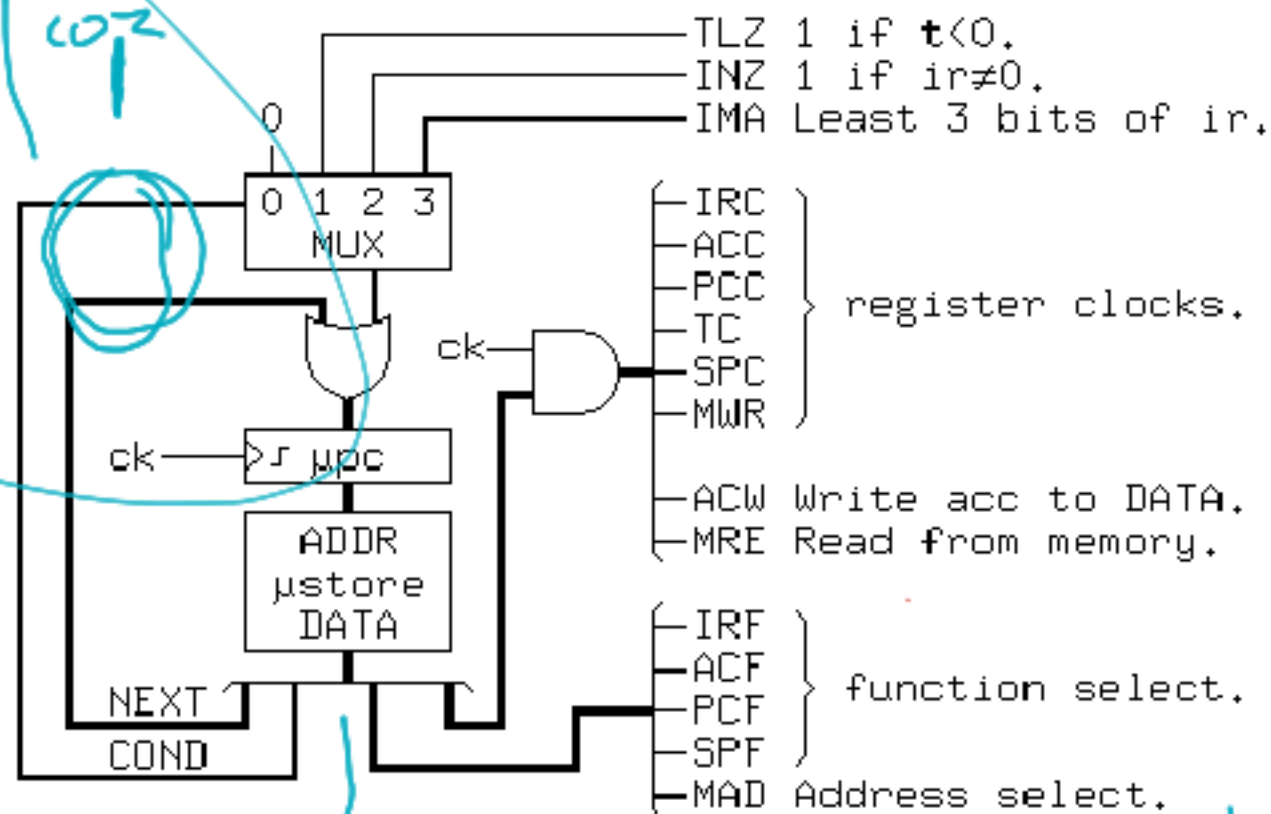 TLZ 1 if t<0.
INZ 1 if ir≠0.
0
IMA Least 3 bits of ir.
0 1 2 3
MUX
IRC
ACC
PCC
register clocks.
TC
ck
SPC
MWR
ck
μpc
ACW Write acc to DATA.
ADDR
MRE Read from memory.
μstore
DATA
IRF
ACF
function select.
NEXT
PCF
COND
SPF
MAD Address select.